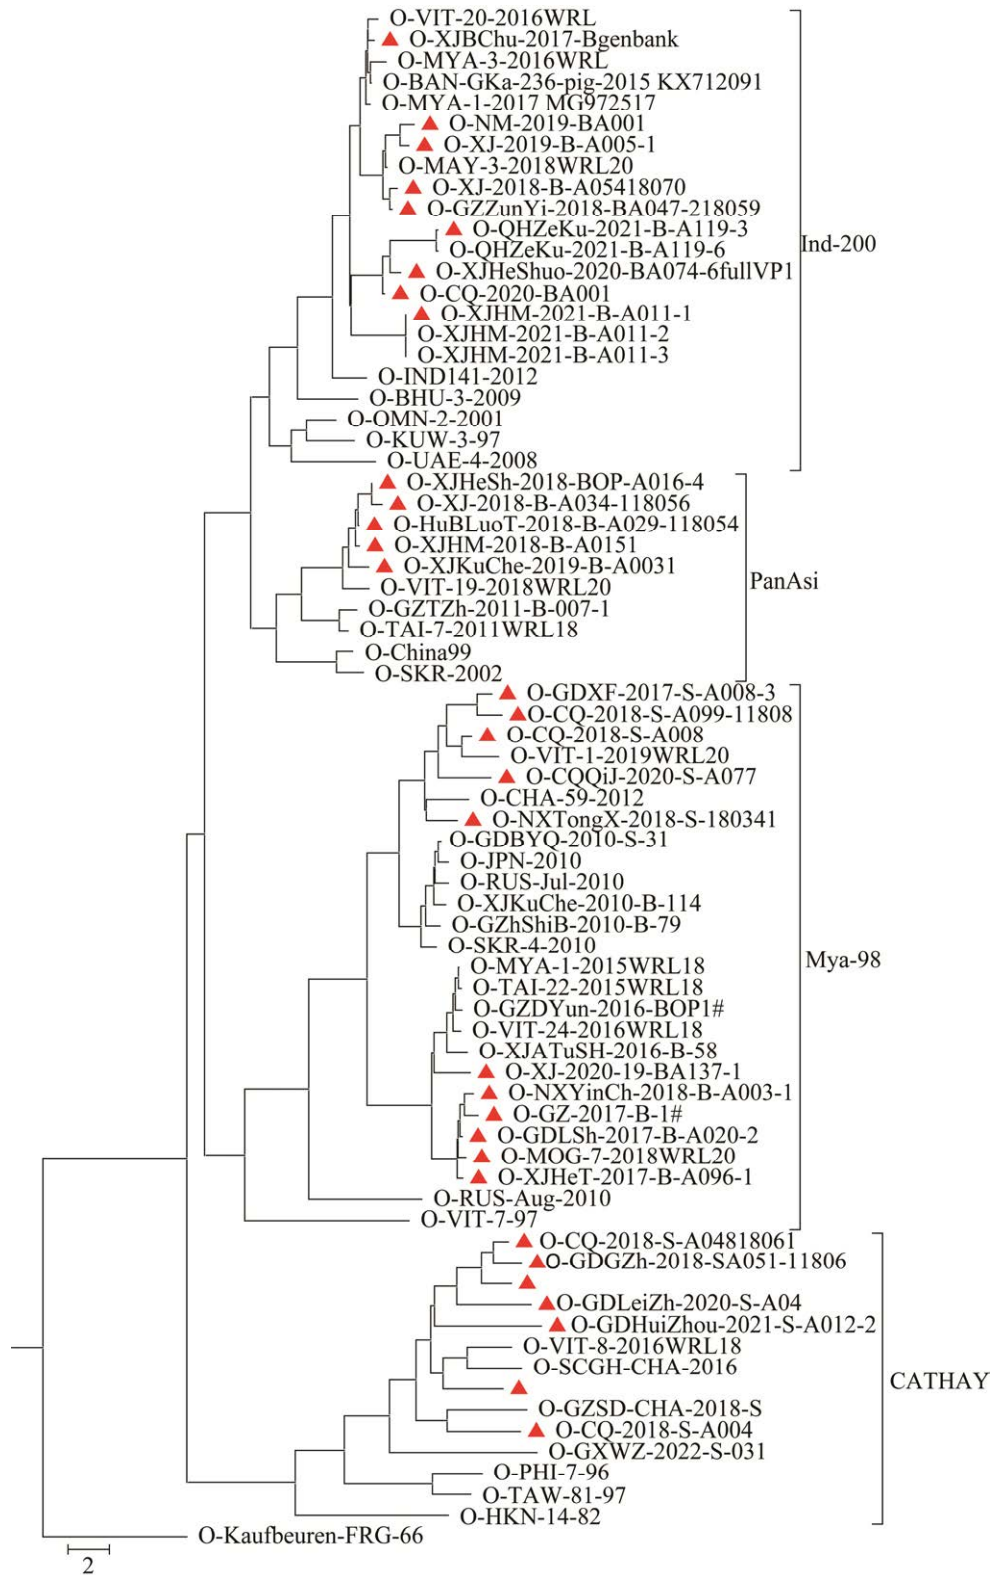 O-VIT-20-2016WRL
O-XJBChu-2017-Bgenbank
O-MYA-3-2016WRL
O-BAN-GKa-236-pig-2015 KX712091
O-MYA-1-2017 MG972517
O-NM-2019-BA001
O-XJ-2019-B-A005-1
O-MAY-3-2018WRL20
O-XJ-2018-B-A05418070
O-GZZunYi-2018-BA047-218059
O-QHZeKu-2021-B-A119-3
Ind-200
O-QHZeKu-2021-B-A119-6
O-XJHeShuo-2020-BA074-6fullVP1
O-CQ-2020-BA001
O-XJHM-2021-B-A011-1
O-XJHM-2021-B-A011-2
O-XJHM-2021-B-A011-3
O-IND141-2012
O-BHU-3-2009
O-OMN-2-2001
O-KUW-3-97
O-UAE-4-2008
O-XJHeSh-2018-BOP-A016-4
O-XJ-2018-B-A034-118056
O-HuBLuoT-2018-B-A029-118054
O-XJHM-2018-B-A0151
O-XJKuChe-2019-B-A0031
PanAsi
O-VIT-19-2018WRL20
O-GZTZh-2011-B-007-1
O-TAI-7-2011WRL18
O-China99
O-SKR-2002
O-GDXF-2017-S-A008-3
O-CQ-2018-S-A099-11808
O-CQ-2018-S-A008
O-VIT-1-2019WRL20
O-CQQiJ-2020-S-A077
O-CHA-59-2012
O-NXTongX-2018-S-180341
O-GDBYQ-2010-S-31
O-JPN-2010
O-RUS-Jul-2010
O-XJKuChe-2010-B-114
O-GZhShiB-2010-B-79
O-SKR-4-2010
Mya-98
O-MYA-1-2015WRL18
O-TAI-22-2015WRL18
O-GZDYun-2016-BOP1#
O-VIT-24-2016WRL18
O-XJATuSH-2016-B-58
O-XJ-2020-19-BA137-1
O-NXYinCh-2018-B-A003-1
O-GZ-2017-B-1#
O-GDLSh-2017-B-A020-2
O-MOG-7-2018WRL20
O-XJHeT-2017-B-A096-1
O-RUS-Aug-2010
O-VIT-7-97
O-CQ-2018-S-A04818061
O-GDGZh-2018-SA051-11806
O-GDLeiZh-2020-S-A04
O-GDHuiZhou-2021-S-A012-2
O-VIT-8-2016WRL18
O-SCGH-CHA-2016
CATHAY
O-GZSD-CHA-2018-S
O-CQ-2018-S-A004
O-GXWZ-2022-S-031
O-PHI-7-96
O-TAW-81-97
O-HKN-14-82
O-Kaufbeuren-FRG-66
2